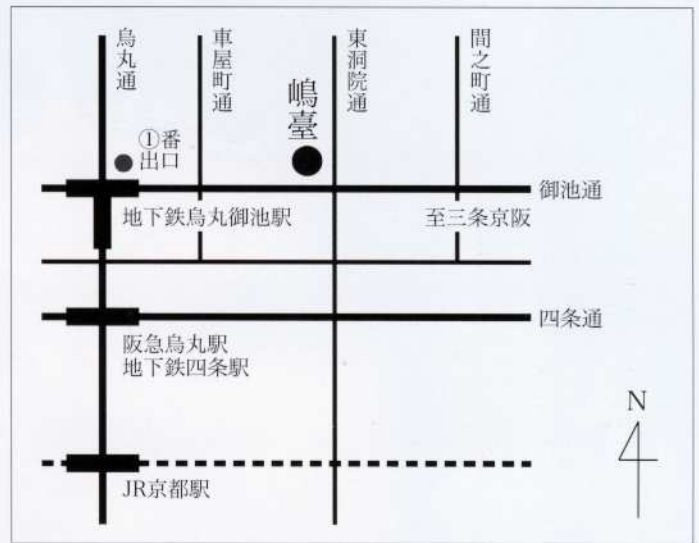 烏丸通
車屋町通
東洞院通
間之町通
嶋臺
①番
出口
御池通
地下鉄烏丸御池駅
至三条京阪
四条通
阪急烏丸駅
地下鉄四条駅
N
JR京都駅